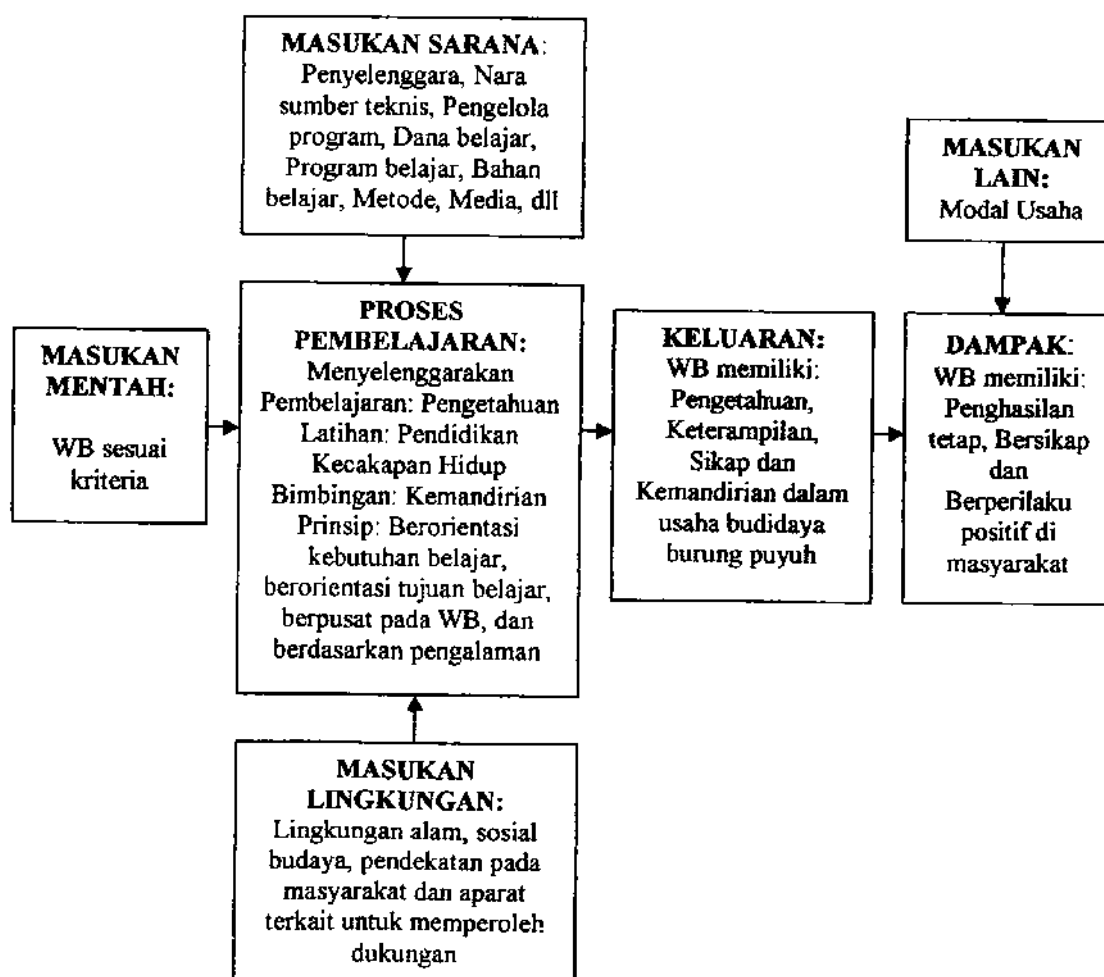 MASUKAN SARANA:
Penyelenggara, Nara
sumber teknis, Pengelola
program, Dana belajar,
Program belajar, Bahan
belajar, Metode, Media, dll
MASUKAN
LAIN:
Modal Usaha
MASUKAN
MENTAH:
WB sesuai
kriteria
PROSES
PEMBELAJARAN:
Menyelenggarakan
Pembelajaran: Pengetahuan
Latihan: Pendidikan
Kecakapan Hidup
Bimbingan: Kemandirian
Prinsip: Berorientasi
kebutuhan belajar,
berorientasi tujuan belajar,
berpusat pada WB, dan
berdasarkan pengalaman
KELUARAN:
WB memiliki:
Pengetahuan,
Keterampilan,
Sikap dan
Kemandirian dalam
usaha budidaya
burung puyuh
DAMPAK:
WB memiliki:
Penghasilan
tetap, Bersikap
dan
Berperilaku
positif di
masyarakat
MASUKAN
LINGKUNGAN:
Lingkungan alam, sosial
budaya, pendekatan pada
masyarakat dan aparat
terkait untuk memperoleh
dukungan